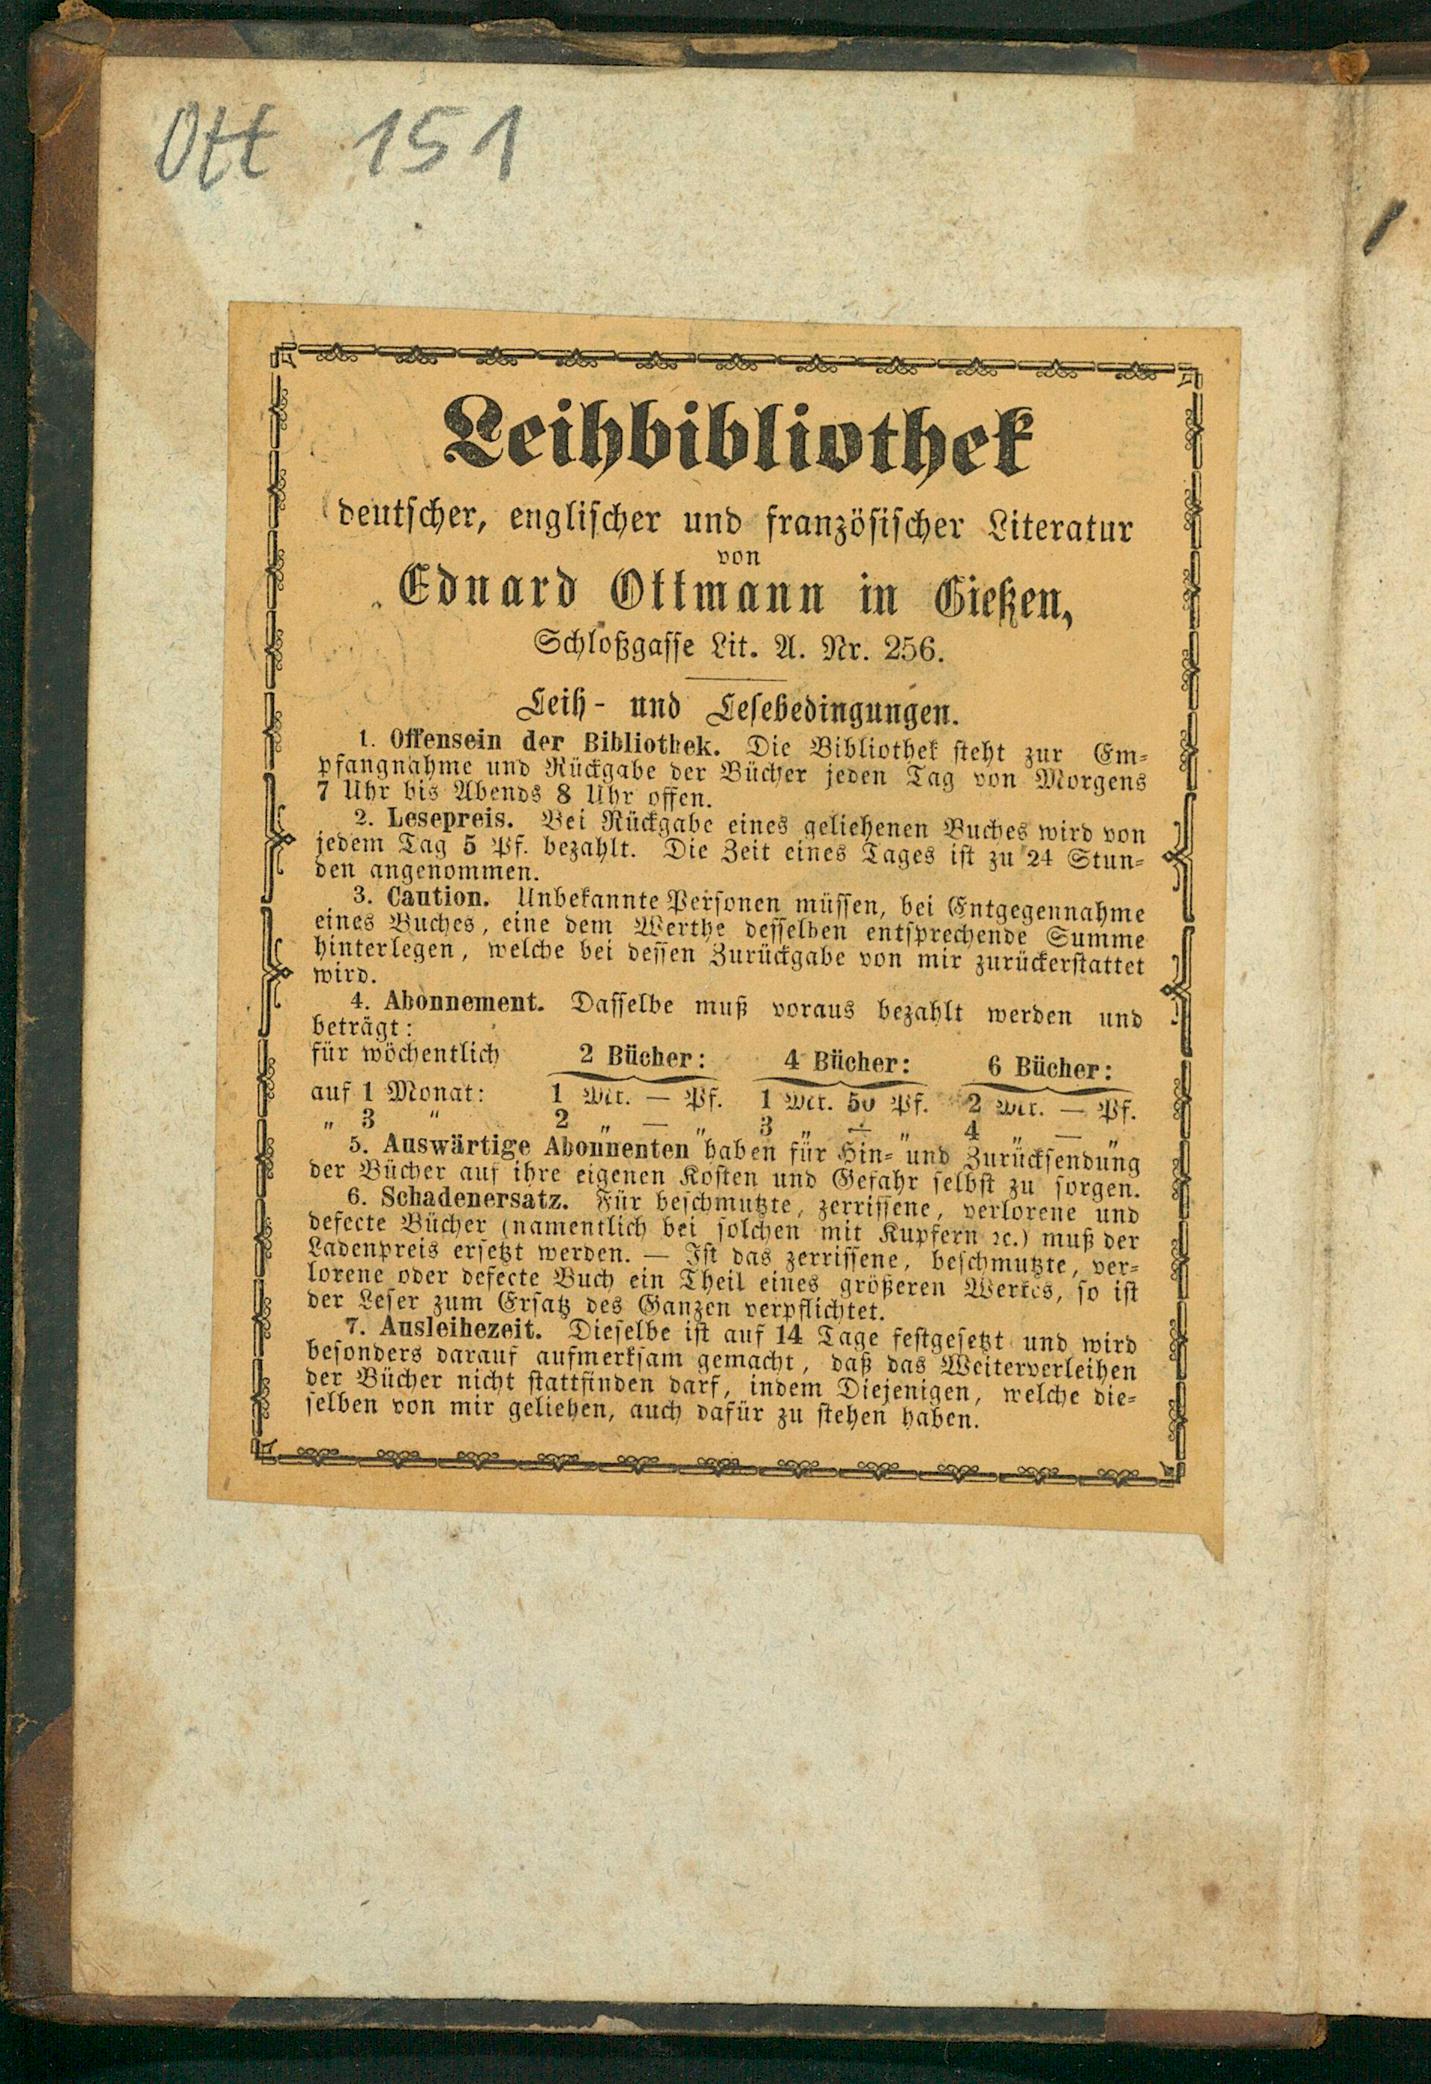 Ott 151
Leihbibliothek
deutscher, englischer und französischer Literatur
von
Eduard Ottmann in Gießen,
Schloßgasse Lit. A. Nr. 256.
Leih- und Lesebedingungen.
1. Offensein der Bibliothek. Die Bibliothek steht zur Em-
pfangnahme und Rückgabe der Bücher jeden Tag von Morgens
7 Uhr bis Abends 8 Uhr offen.
2. Lesepreis. Bei Rückgabe eines geliehenen Buches wird von
jedem Tag 5 Pf. bezahlt. Die Zeit eines Tages ist zu 24 Stun-
den angenommen.
3. Caution. Unbekannte Personen müssen, bei Entgegennahme
eines Buches, eine dem Werthe desselben entsprechende Summe
hinterlegen, welche bei dessen Zurückgabe von mir zurückerstattet
wird.
4. Abonnement. Dasselbe muß voraus bezahlt werden und
beträgt:
für wöchentlich 2 Bücher: 4 Bücher: 6 Bücher:
auf 1 Monat: 1 Mk. — Pf. 1 Mk. 50 Pf. 2 Mk. — Pf.
„ 3 „ 2 „ — „ 3 „ — „ 4 „ — „
5. Auswärtige Abonnenten haben für Hin- und Zurücksendung
der Bücher auf ihre eigenen Kosten und Gefahr selbst zu sorgen.
6. Schadenersatz. Für beschmutzte, zerrissene, verlorene und
defecte Bücher (namentlich bei solchen mit Kupfern ꝛc.) muß der
Ladenpreis ersetzt werden. — Ist das zerrissene, beschmutzte, ver-
lorene oder defecte Buch ein Theil eines größeren Werkes, so ist
der Leser zum Ersatz des Ganzen verpflichtet.
7. Ausleihezeit. Dieselbe ist auf 14 Tage festgesetzt und wird
besonders darauf aufmerksam gemacht, daß das Weiterverleihen
der Bücher nicht stattfinden darf, indem Diejenigen, welche die-
selben von mir geliehen, auch dafür zu stehen haben.